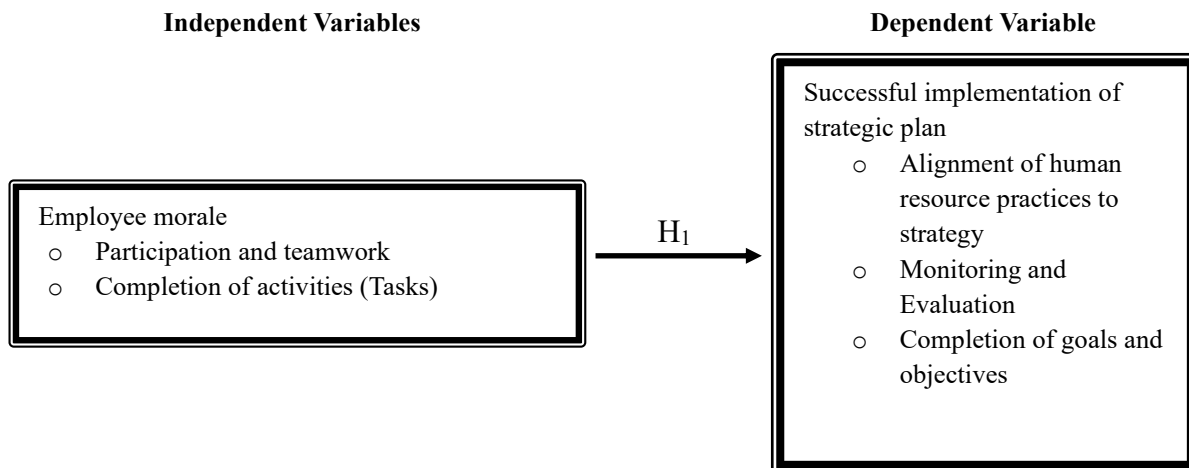 Independent Variables
Dependent Variable
Employee morale
o Participation and teamwork
o Completion of activities (Tasks)
H₁
Successful implementation of
strategic plan
o Alignment of human
resource practices to
strategy
o Monitoring and
Evaluation
o Completion of goals and
objectives